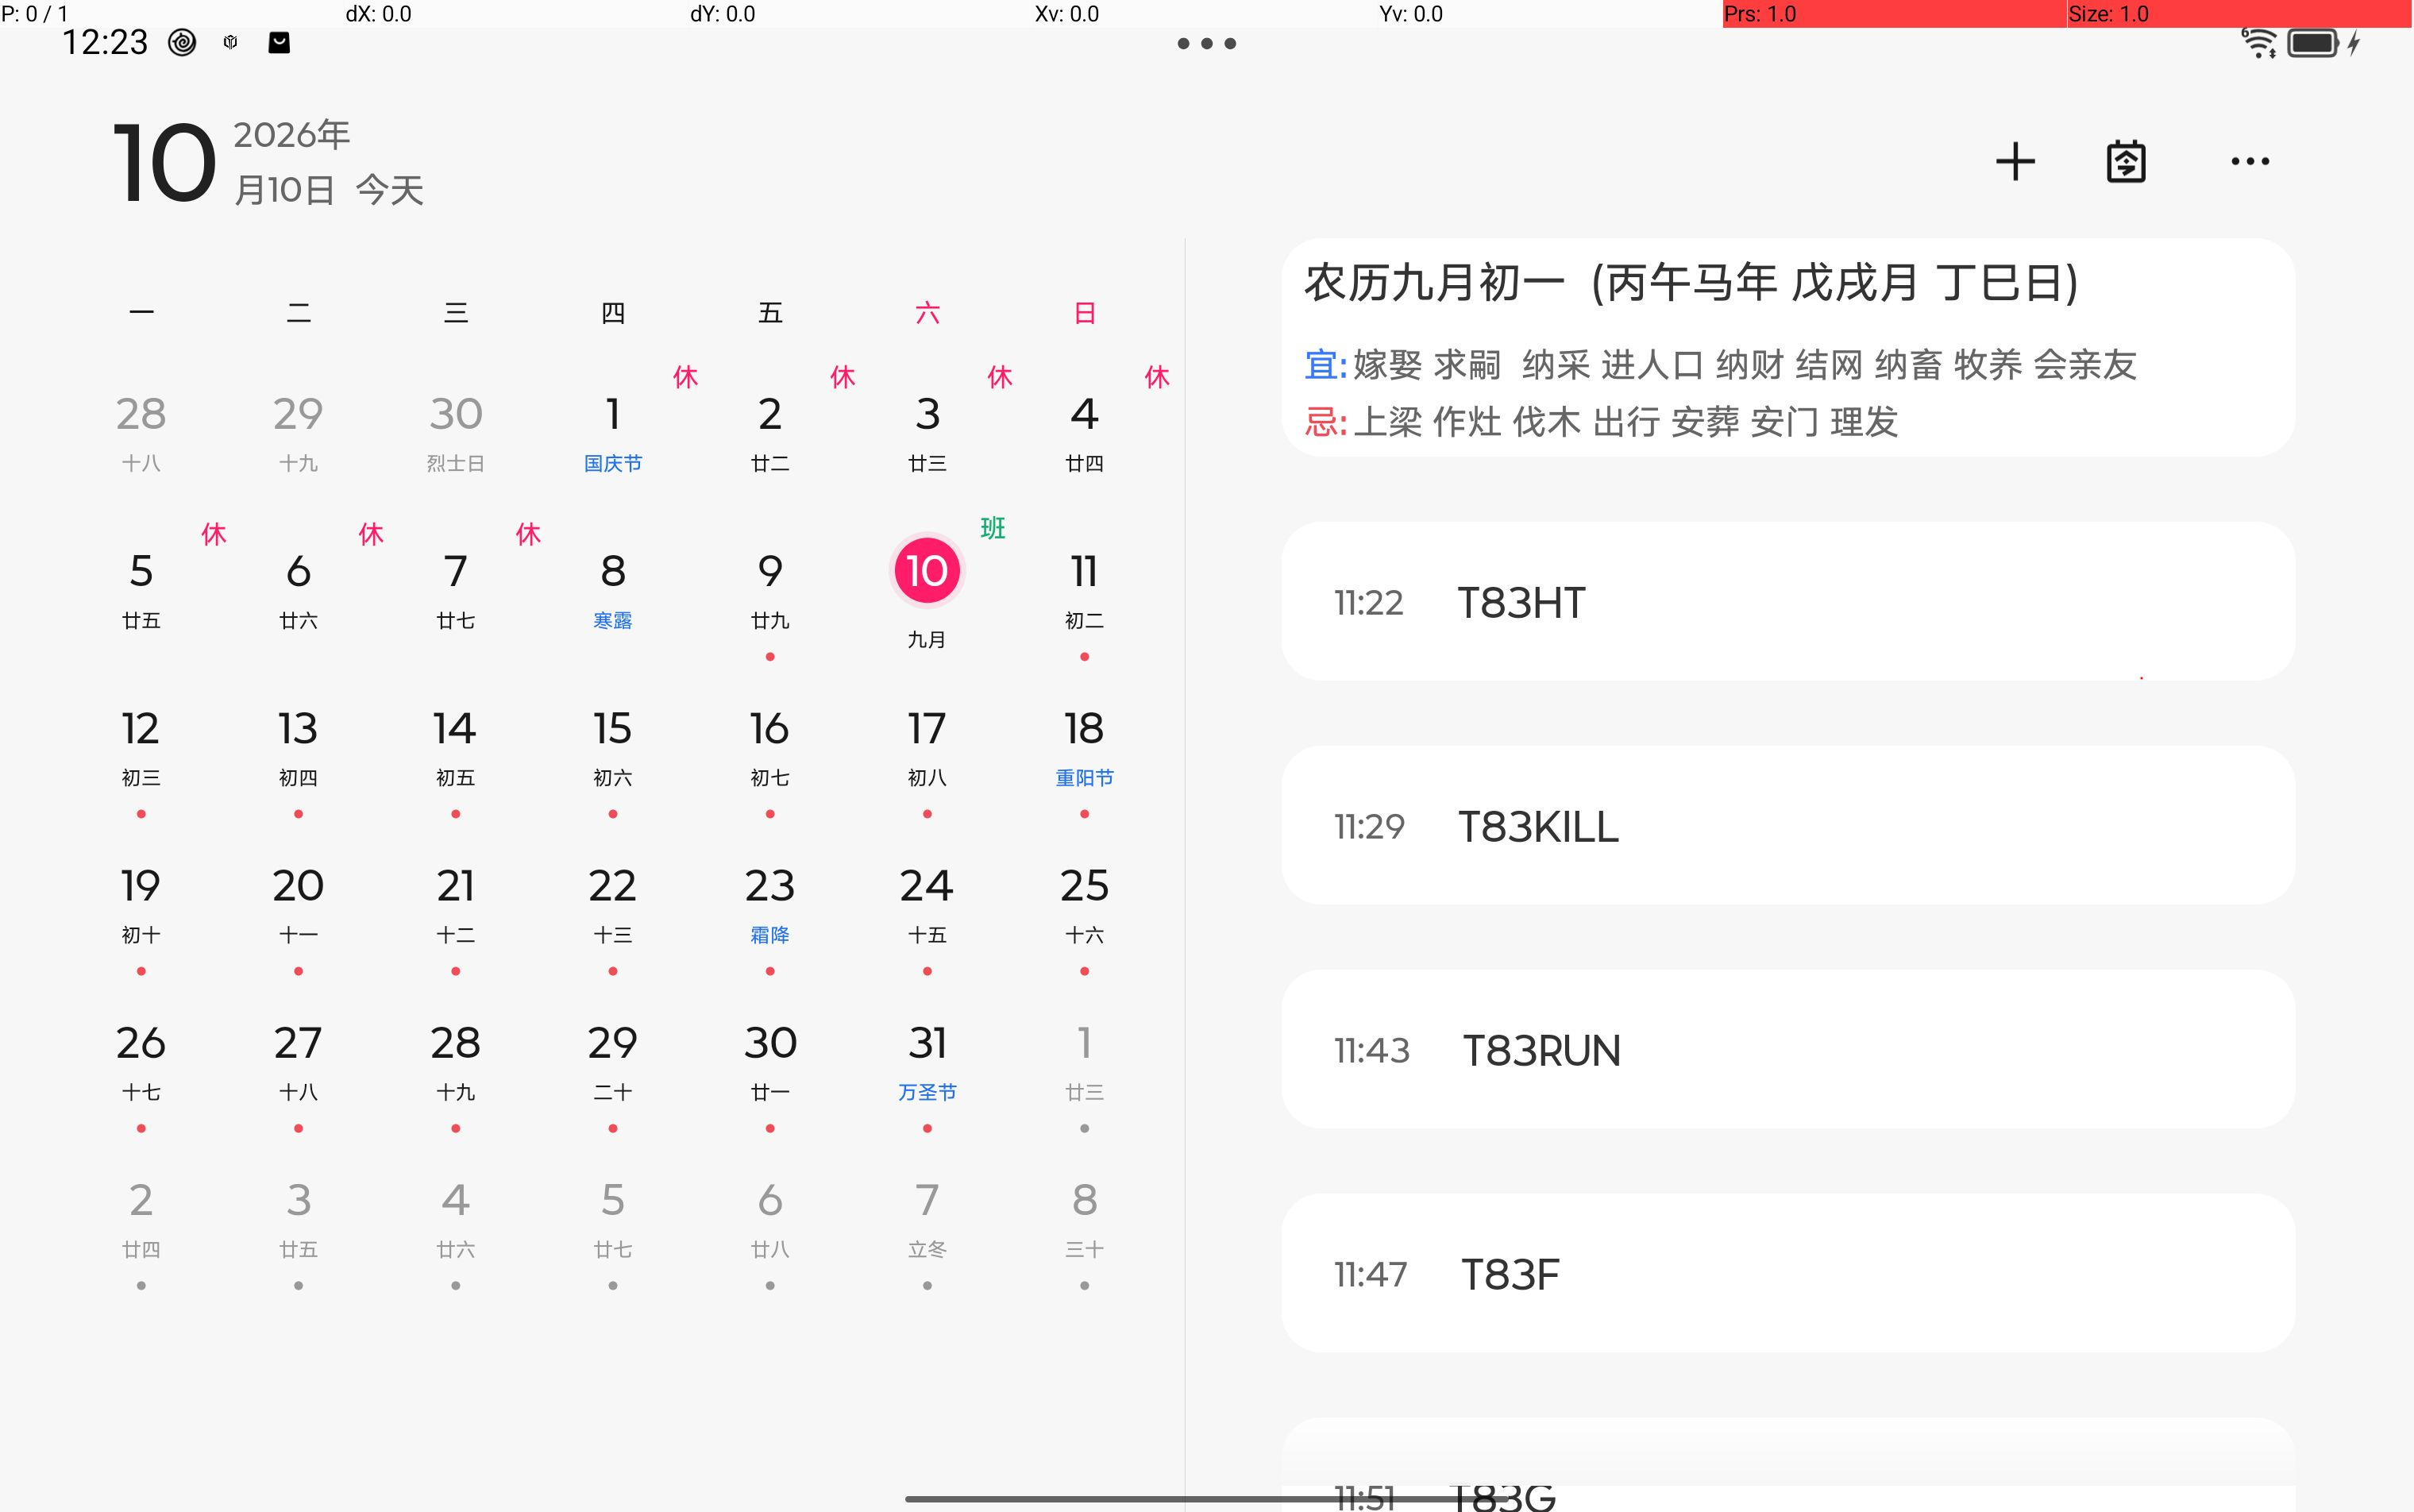 P: 0 / 1 dX: 0.0 dY: 0.0 Xv: 0.0 Yv: 0.0 Prs: 1.0 Size: 1.0
12:23
10 2026年
月10日 今天
一 二 三 四 五 六 日
休 休 休 休
28 29 30 1 2 3 4
十八 十九 烈士日 国庆节 廿二 廿三 廿四
休 休 休 班
5 6 7 8 9 10 11
廿五 廿六 廿七 寒露 廿九 九月 初二
12 13 14 15 16 17 18
初三 初四 初五 初六 初七 初八 重阳节
19 20 21 22 23 24 25
初十 十一 十二 十三 霜降 十五 十六
26 27 28 29 30 31 1
十七 十八 十九 二十 廿一 万圣节 廿三
2 3 4 5 6 7 8
廿四 廿五 廿六 廿七 廿八 立冬 三十
农历九月初一 (丙午马年 戊戌月 丁巳日)
宜: 嫁娶 求嗣 纳采 进人口 纳财 结网 纳畜 牧养 会亲友
忌: 上梁 作灶 伐木 出行 安葬 安门 理发
11:22 T83HT
11:29 T83KILL
11:43 T83RUN
11:47 T83F
11:51 T83G